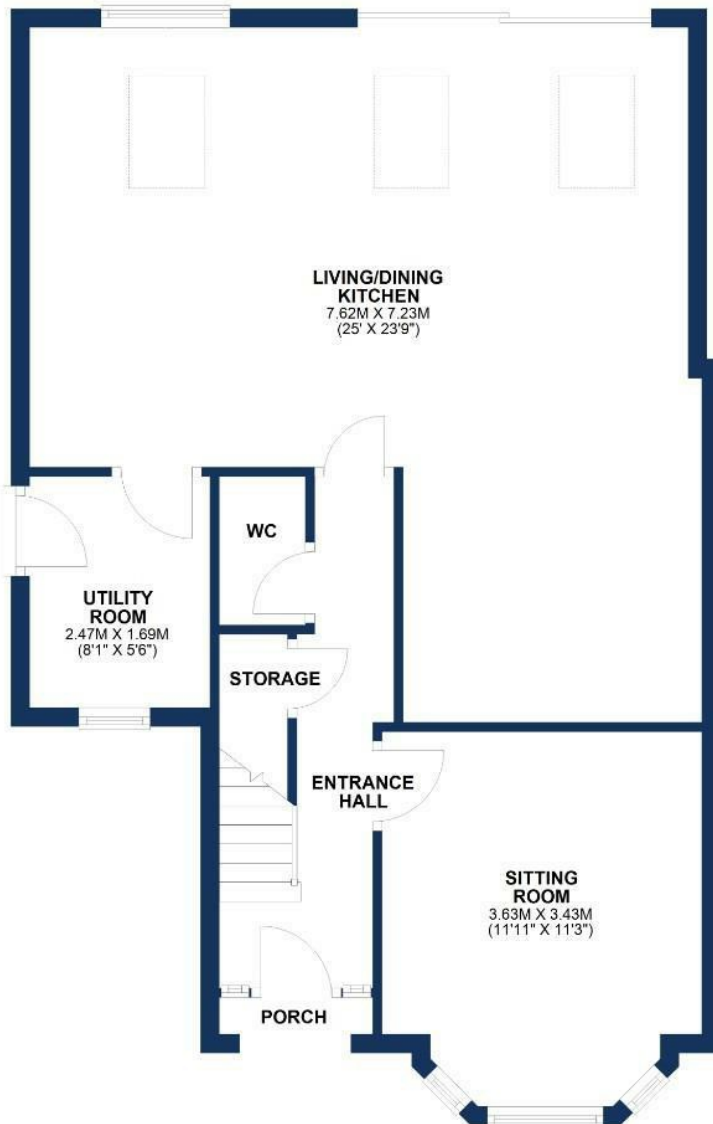 LIVING/DINING
KITCHEN
7.62M X 7.23M
(25' X 23'9")
WC
UTILITY
ROOM
2.47M X 1.69M
(8'1" X 5'6")
STORAGE
ENTRANCE
HALL
SITTING
ROOM
3.63M X 3.43M
(11'11" X 11'3")
PORCH